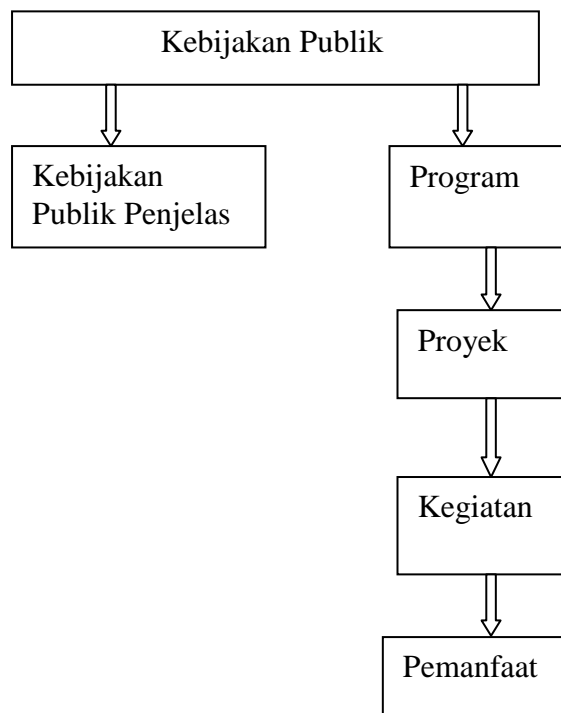 Kebijakan Publik
Kebijakan
Publik Penjelas
Program
Proyek
Kegiatan
Pemanfaat